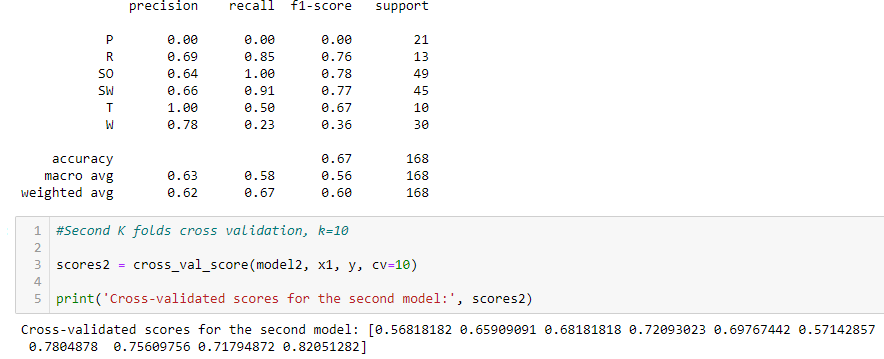 precision recall f1-score support
P 0.00 0.00 0.00 21
R 0.69 0.85 0.76 13
SO 0.64 1.00 0.78 49
SW 0.66 0.91 0.77 45
T 1.00 0.50 0.67 10
W 0.78 0.23 0.36 30
accuracy 0.67 168
macro avg 0.63 0.58 0.56 168
weighted avg 0.62 0.67 0.60 168
1 #Second K folds cross validation, k=10
2
3 scores2 = cross_val_score(model2, x1, y, cv=10)
4
5 print('Cross-validated scores for the second model:', scores2)
Cross-validated scores for the second model: [0.56818182 0.65909091 0.68181818 0.72093023 0.69767442 0.57142857
0.7804878 0.75609756 0.71794872 0.82051282]